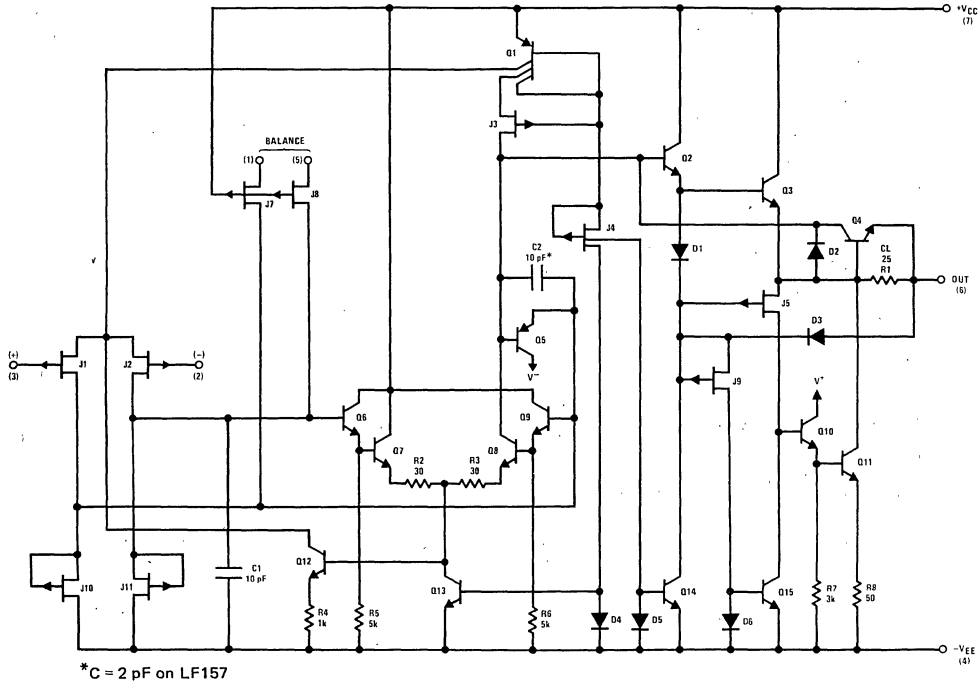 +VCC
(7)
Q1
J3
BALANCE
(1)
(5)
J7
J8
Q2
Q3
J4
Q4
C2
10 pF*
D1
D2
CL
25
R1
OUT
(6)
J5
D3
Q5
V−
(+)
(3)
J1
J2
(−)
(2)
J9
V+
Q6
Q9
Q7
Q8
Q10
Q11
R2
30
R3
30
C1
10 pF
Q12
J10
J11
Q13
Q14
Q15
R4
1k
R5
5k
R6
5k
D4
D5
D6
R7
3k
R8
50
−VEE
(4)
*C = 2 pF on LF157